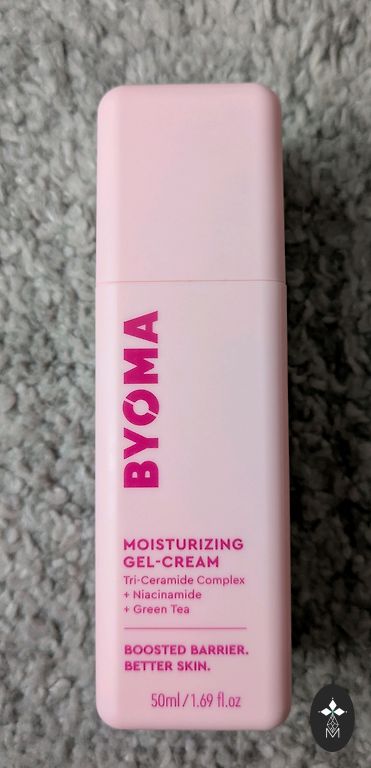 BYOMA
MOISTURIZING
GEL-CREAM
Tri-Ceramide Complex
+ Niacinamide
+ Green Tea
BOOSTED BARRIER.
BETTER SKIN.
50ml/1.69 fl.oz
M